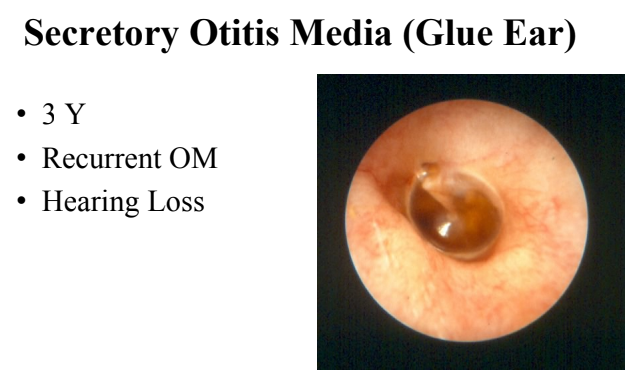 Secretory Otitis Media (Glue Ear)
• 3 Y
• Recurrent OM
• Hearing Loss